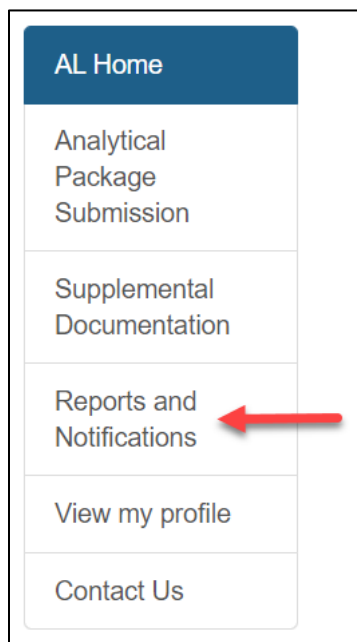 AL Home
Analytical
Package
Submission
Supplemental
Documentation
Reports and
Notifications
View my profile
Contact Us